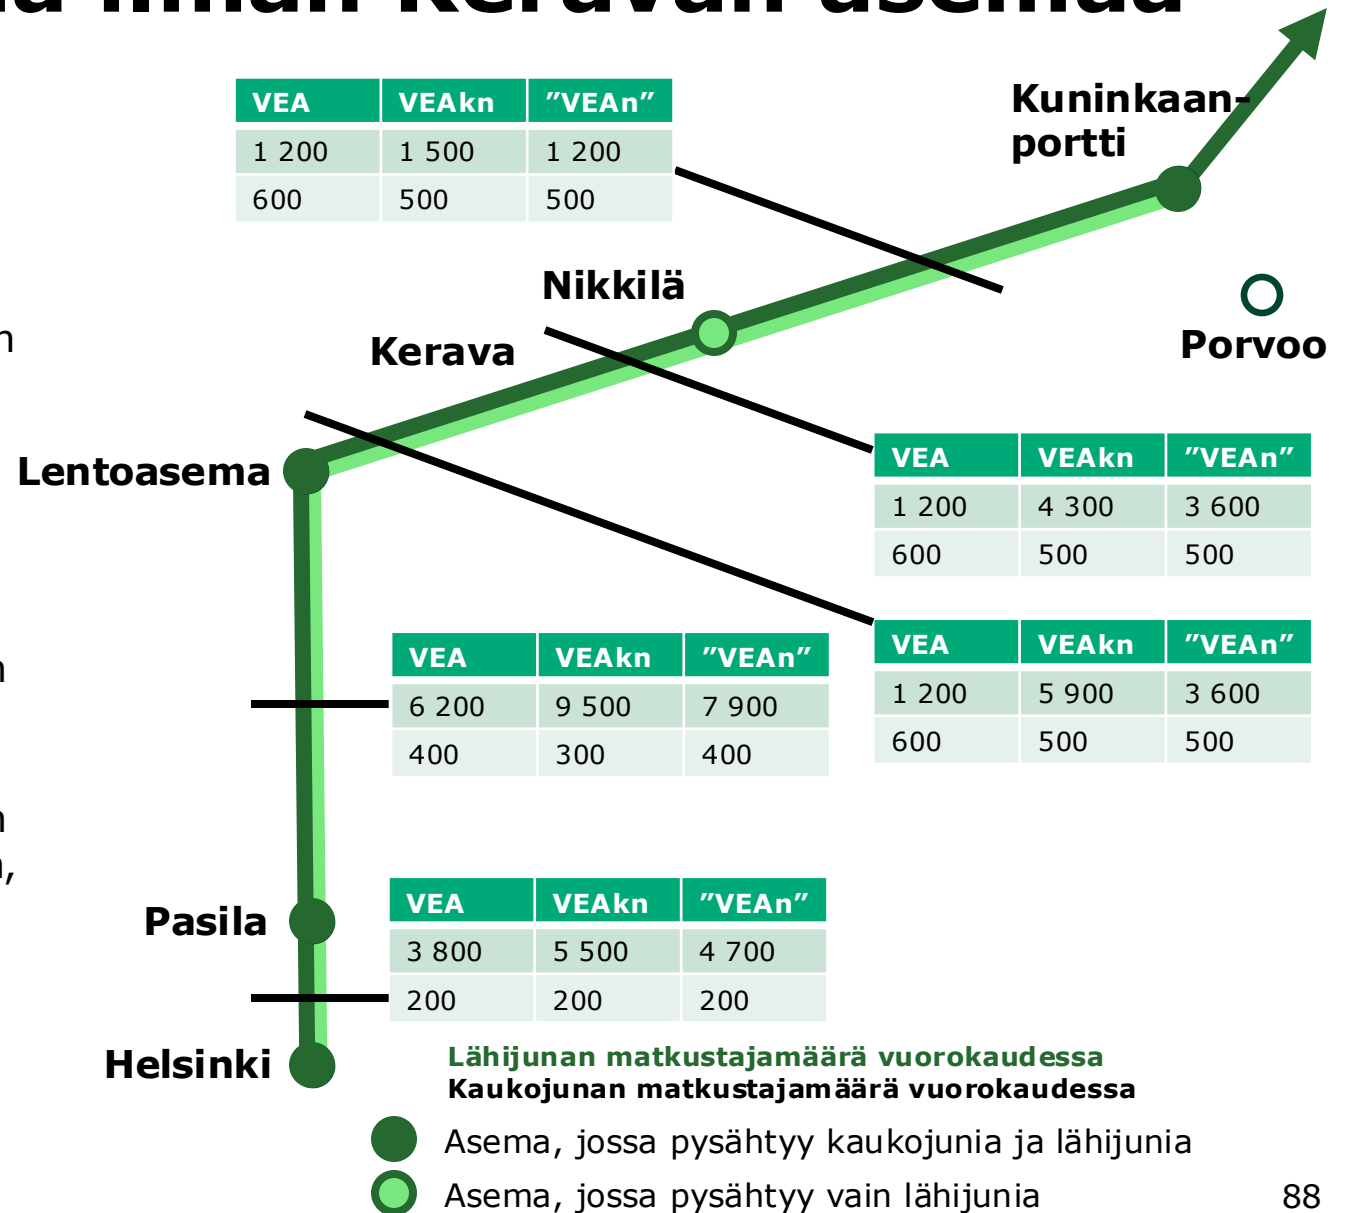 ilman Keravan asemaa
VEA VEAkn ”VEAn”
1 200 1 500 1 200
600 500 500
Kuninkaan-
portti
Nikkilä
Kerava
Porvoo
Lentoasema
VEA VEAkn ”VEAn”
1 200 4 300 3 600
600 500 500
VEA VEAkn ”VEAn”
1 200 5 900 3 600
600 500 500
VEA VEAkn ”VEAn”
6 200 9 500 7 900
400 300 400
Pasila
VEA VEAkn ”VEAn”
3 800 5 500 4 700
200 200 200
Helsinki
Lähijunan matkustajamäärä vuorokaudessa
Kaukojunan matkustajamäärä vuorokaudessa
Asema, jossa pysähtyy kaukojunia ja lähijunia
Asema, jossa pysähtyy vain lähijunia
88